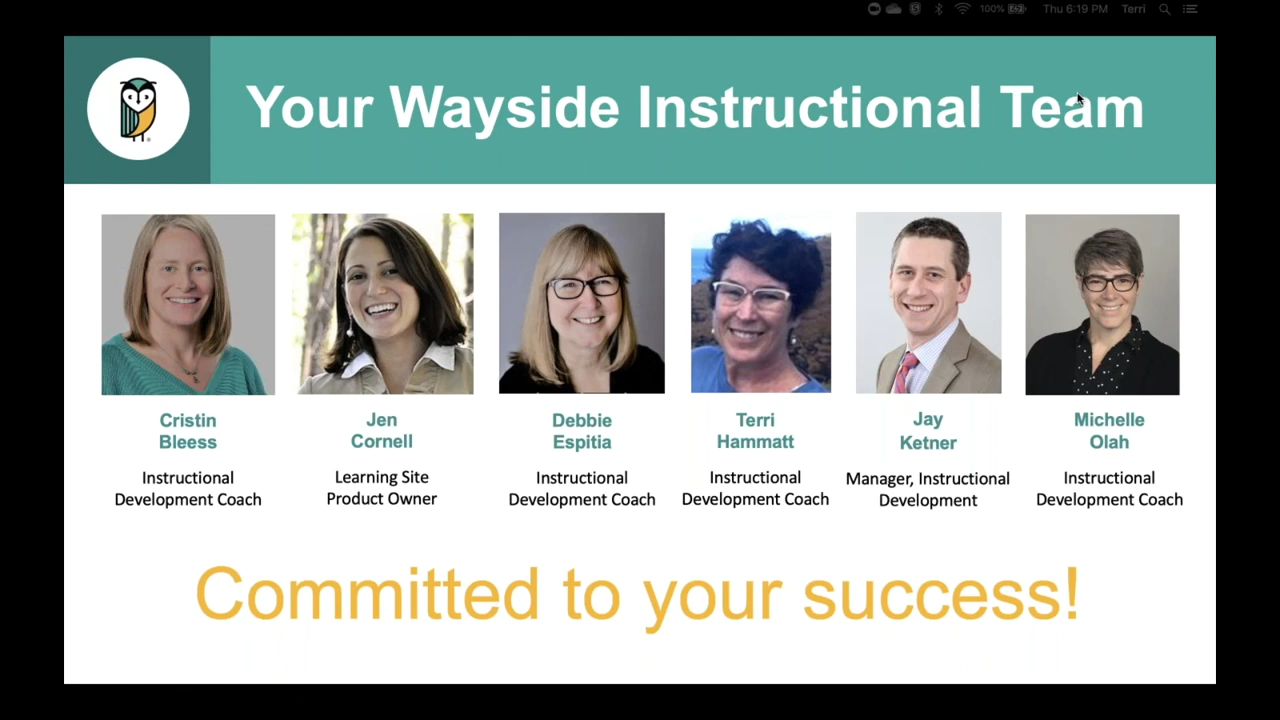 100% Thu 6:19 PM Terri
Your Wayside Instructional Team
Cristin
Bleess
Instructional
Development Coach
Jen
Cornell
Learning Site
Product Owner
Debbie
Espitia
Instructional
Development Coach
Terri
Hammatt
Instructional
Development Coach
Jay
Ketner
Manager, Instructional
Development
Michelle
Olah
Instructional
Development Coach
Committed to your success!